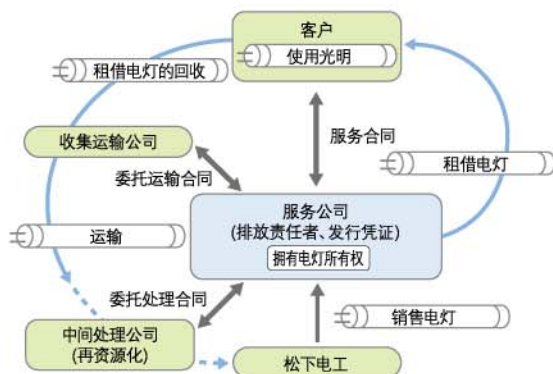 客户
使用光明
租借电灯的回收
收集运输公司
服务合同
委托运输合同
租借电灯
服务公司
(排放责任者、发行凭证)
拥有电灯所有权
运输
委托处理合同
销售电灯
中间处理公司
(再资源化)
松下电工